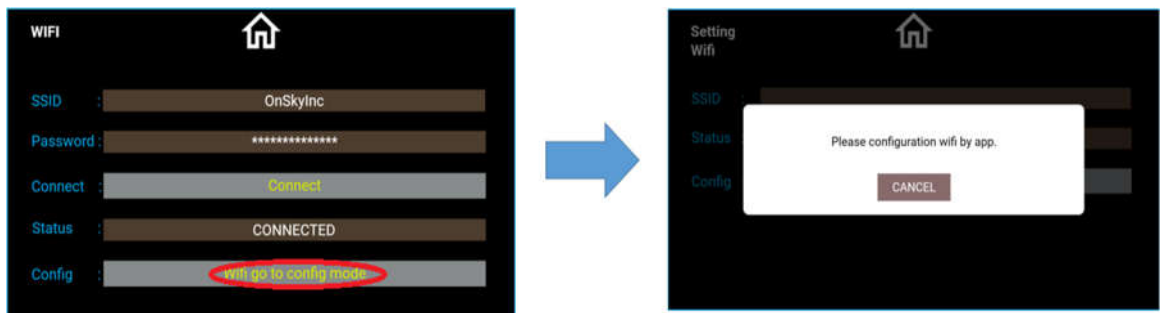 WIFI
SSID : OnSkyInc
Password : **************
Connect : Connect
Status : CONNECTED
Config : Wifi go to config mode
Setting
Wifi
SSID :
Status
Please configuration wifi by app.
Config
CANCEL